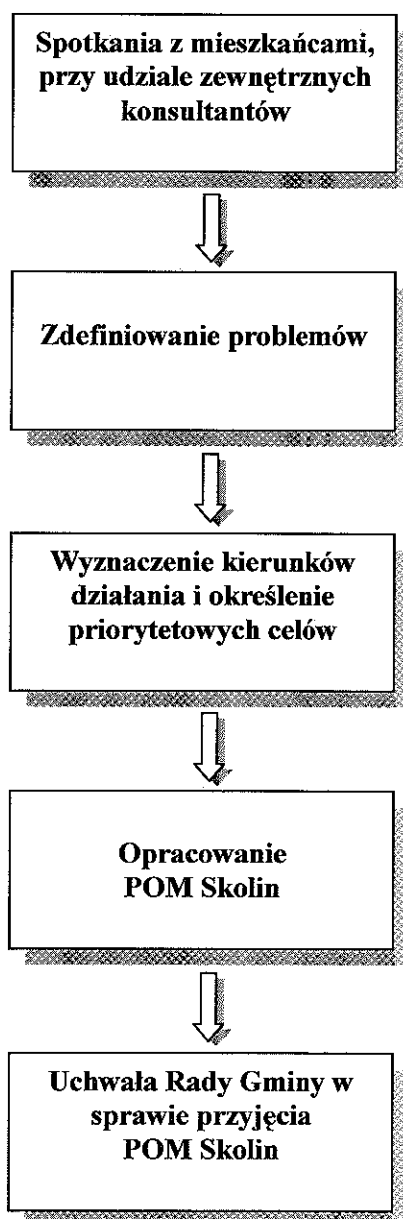 Spotkania z mieszkańcami,
przy udziale zewnętrznych
konsultantów
Zdefiniowanie problemów
Wyznaczenie kierunków
działania i określenie
priorytetowych celów
Opracowanie
POM Skolin
Uchwała Rady Gminy w
sprawie przyjęcia
POM Skolin